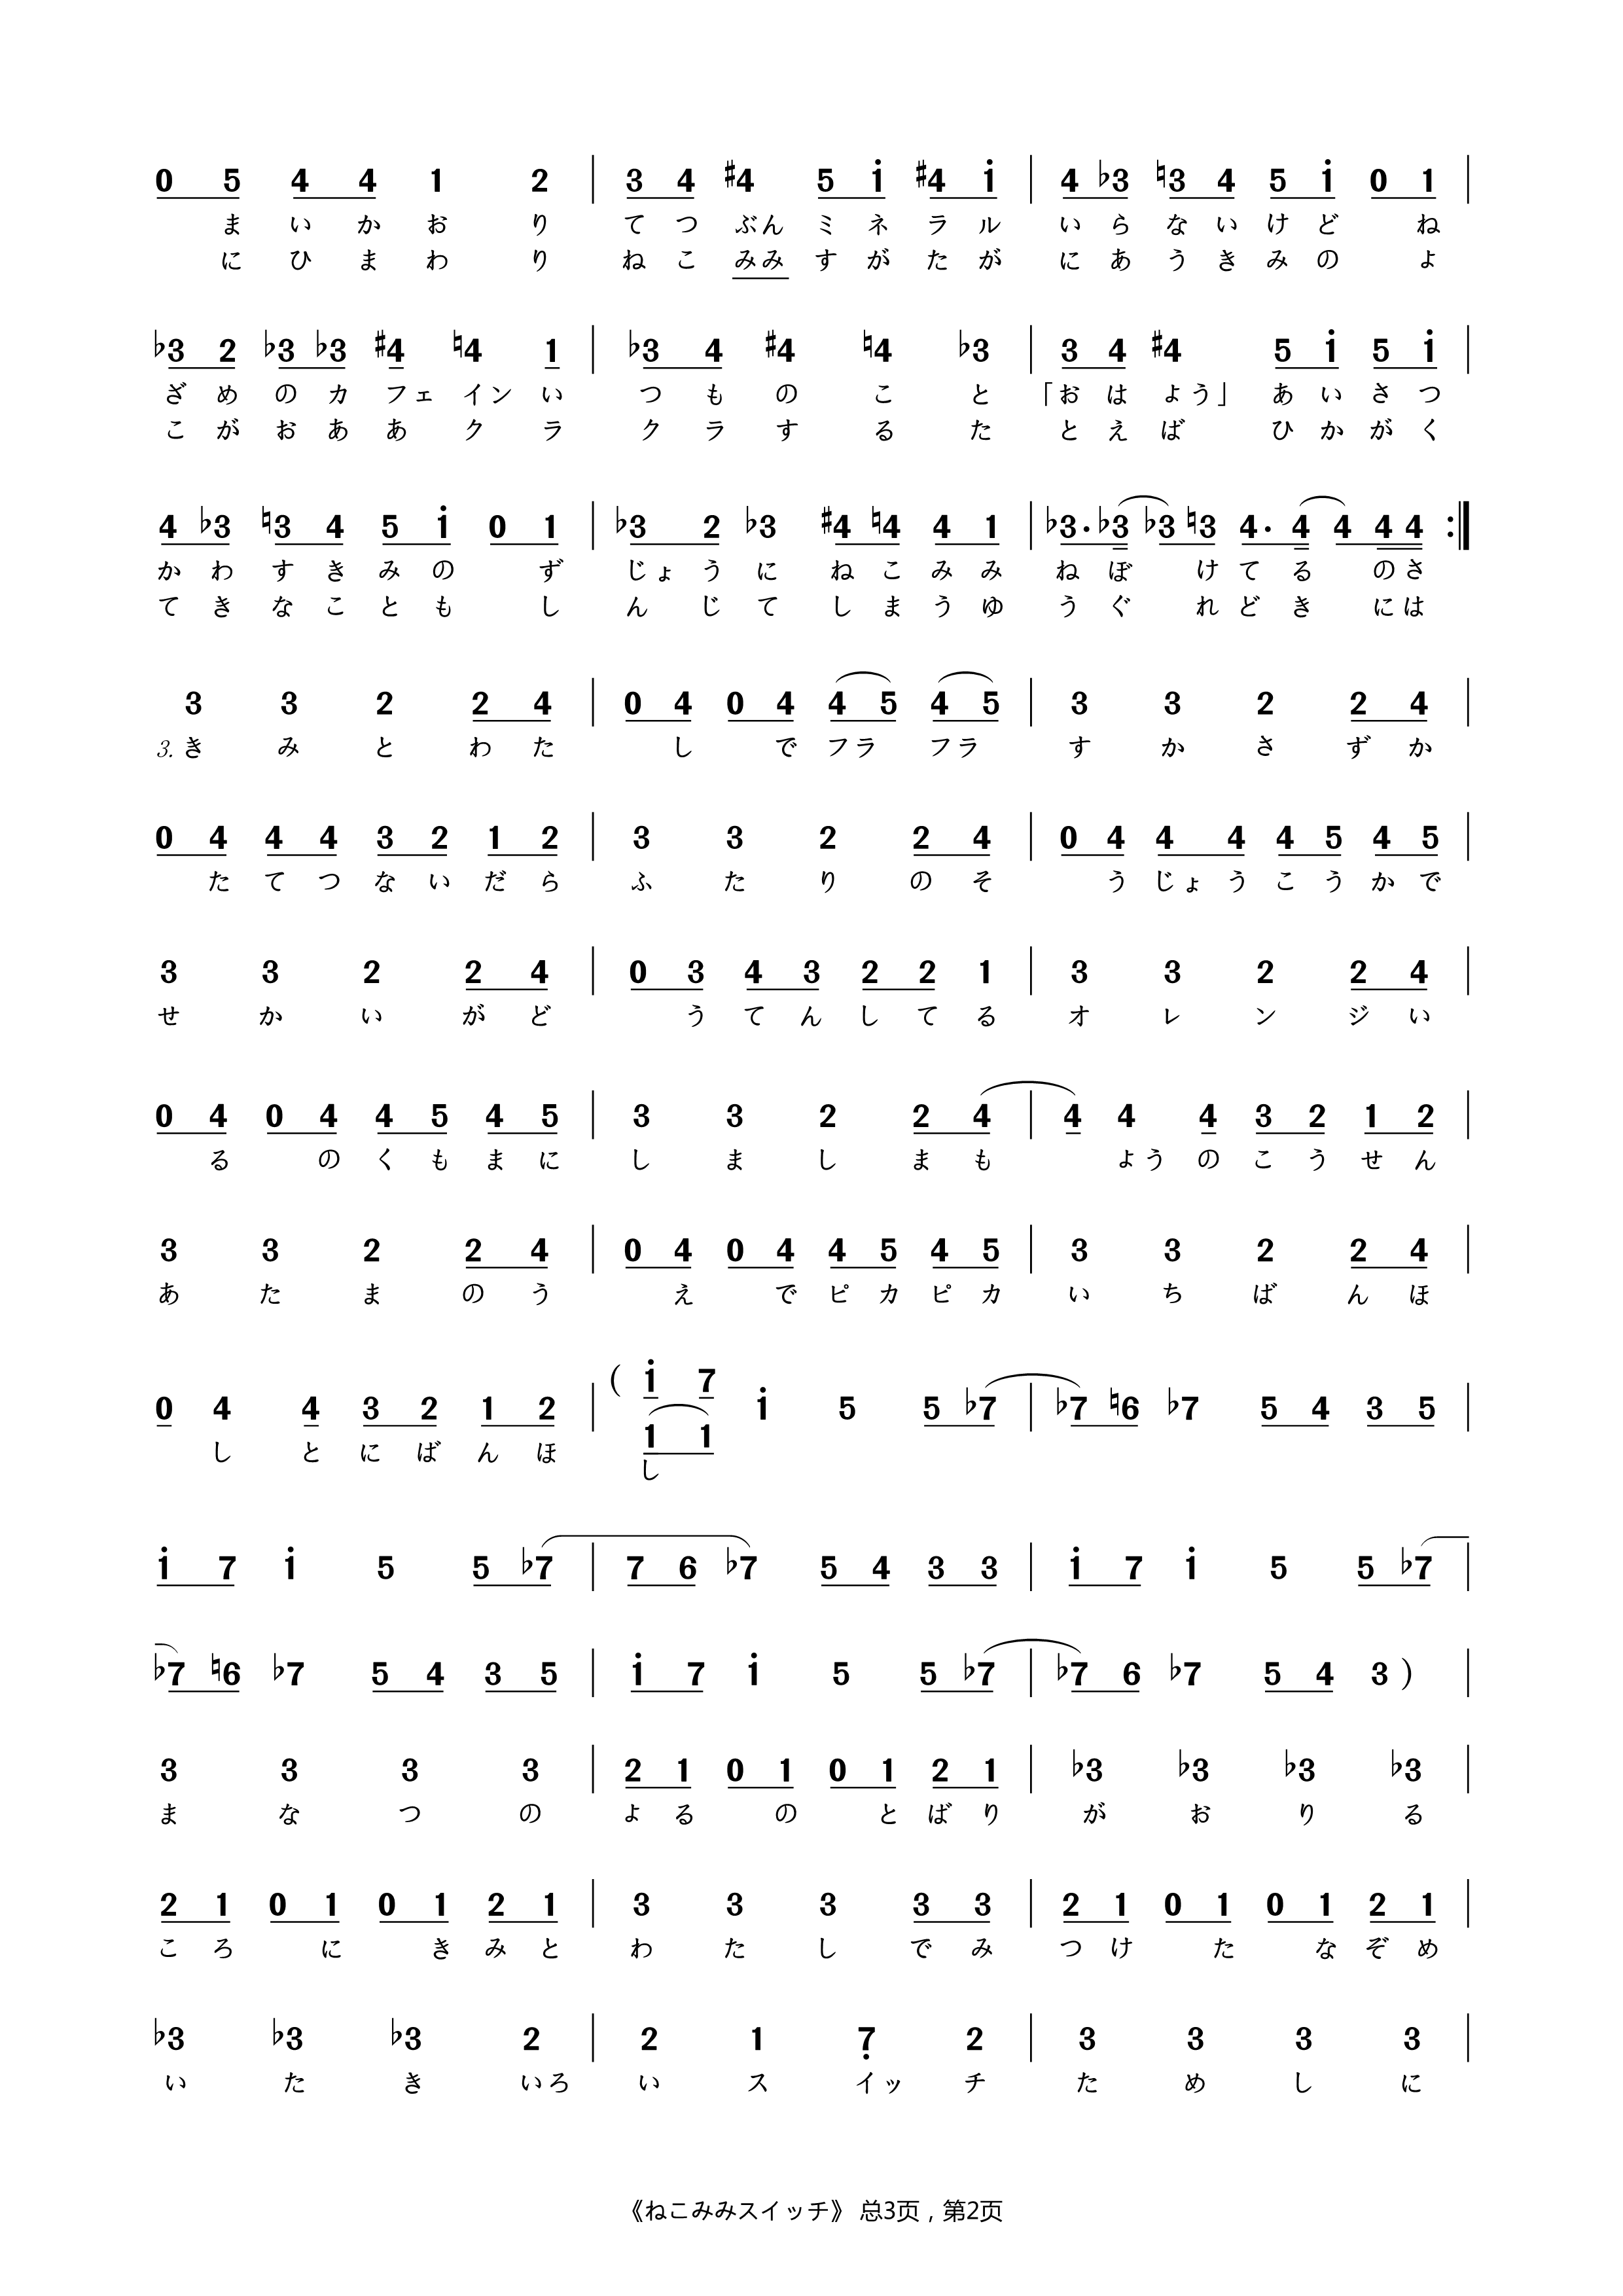 0 5 4 4 1 2 | 3 4 ♯4 5 i̇ ♯4 i̇ | 4 ♭3 ♮3 4 5 i̇ 0 1 |
ま い か お り て つ ぶん ミ ネ ラ ル い ら な い け ど ね
に ひ ま わ り ね こ みみ す が た が に あ う き み の ょ
♭3 2 ♭3 ♭3 ♯4 ♮4 1 | ♭3 4 ♯4 ♮4 ♭3 | 3 4 ♯4 5 i̇ 5 i̇ |
ざ め の カ フェ イン い つ も の こ と 「お は ょう」 あ い さ つ
こ が お あ あ ク ラ ク ラ す る た と え ば ひ か が く
4 ♭3 ♮3 4 5 i̇ 0 1 | ♭3 2 ♭3 ♯4 ♮4 4 1 | ♭3· ♭3 ♭3 ♮3 4· 4 4 4 4 :|
か わ す き み の ず じょ う に ね こ み み ね ぼ け て る の さ
て き な こ と も し ん じ て し ま う ゆ う ぐ れ ど き に は
3 3 2 2 4 | 0 4 0 4 4 5 4 5 | 3 3 2 2 4 |
3. き み と わ た し で フ ラ フ ラ す か さ ず か
0 4 4 4 3 2 1 2 | 3 3 2 2 4 | 0 4 4 4 4 5 4 5 |
た て つ な い だ ら ふ た り の そ う じょ う こ う か で
3 3 2 2 4 | 0 3 4 3 2 2 1 | 3 3 2 2 4 |
せ か い が ど う て ん し て る オ レ ン ジ い
0 4 0 4 4 5 4 5 | 3 3 2 2 4 | 4 4 4 3 2 1 2 |
る の く も ま に し ま し ま も ょう の こ う せ ん
3 3 2 2 4 | 0 4 0 4 4 5 4 5 | 3 3 2 2 4 |
あ た ま の う え で ピ カ ピ カ い ち ば ん ほ
( i̇ 7
0 4 4 3 2 1 2 | i̇ 5 5 ♭7 | ♭7 ♮6 ♭7 5 4 3 5 |
1 1
し と に ば ん ほ し
i̇ 7 i̇ 5 5 ♭7 | 7 6 ♭7 5 4 3 3 | i̇ 7 i̇ 5 5 ♭7 |
♭7 ♮6 ♭7 5 4 3 5 | i̇ 7 i̇ 5 5 ♭7 | ♭7 6 ♭7 5 4 3 ) |
3 3 3 3 | 2 1 0 1 0 1 2 1 | ♭3 ♭3 ♭3 ♭3 |
ま な つ の ょ る の と ば り が お り る
2 1 0 1 0 1 2 1 | 3 3 3 3 3 | 2 1 0 1 0 1 2 1 |
こ ろ に き み と わ た し で み つ け た な ぞ め
♭3 ♭3 ♭3 2 | 2 1 7̣ 2 | 3 3 3 3 |
い た き いろ い ス イッ チ た め し に
《ねこみみスイッチ》 总3页，第2页